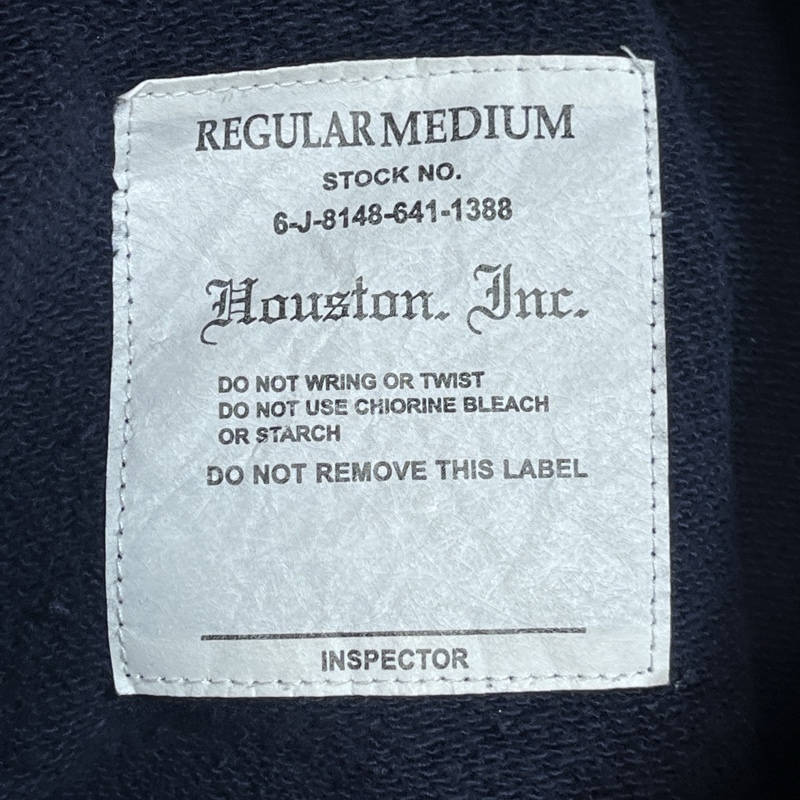 REGULAR MEDIUM
STOCK NO.
6-J-8148-641-1388
Houston. Inc.
DO NOT WRING OR TWIST
DO NOT USE CHIORINE BLEACH
OR STARCH
DO NOT REMOVE THIS LABEL
INSPECTOR